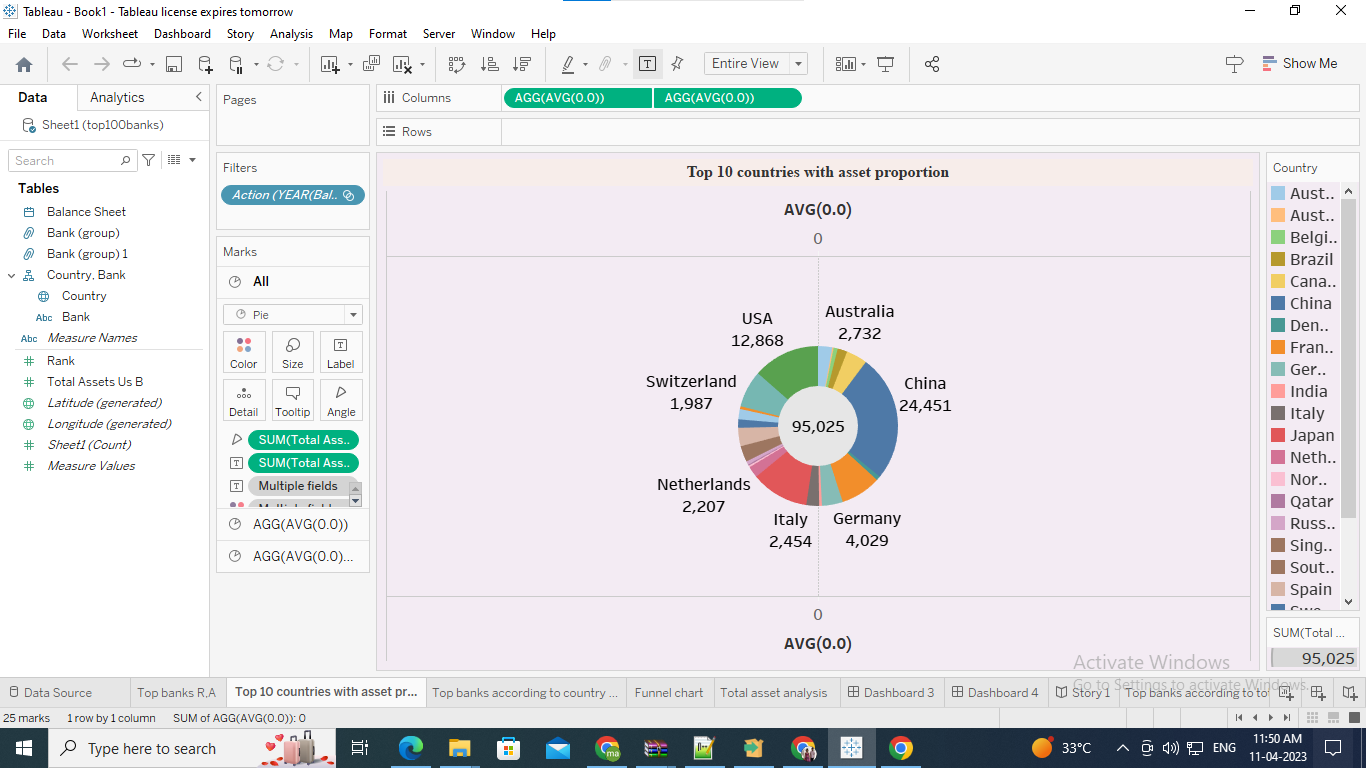 Tableau - Book1 - Tableau license expires tomorrow
File Data Worksheet Dashboard Story Analysis Map Format Server Window Help
Entire View
Show Me
Data Analytics
Sheet1 (top100banks)
Search
Tables
Balance Sheet
Bank (group)
Bank (group) 1
Country, Bank
Country
Abc Bank
Abc Measure Names
Rank
Total Assets Us B
Latitude (generated)
Longitude (generated)
Sheet1 (Count)
Measure Values
Pages
Filters
Action (YEAR(Bal..
Marks
All
Pie
Color Size Label
Detail Tooltip Angle
SUM(Total Ass..
SUM(Total Ass..
Multiple fields
AGG(AVG(0.0))
AGG(AVG(0.0)...
Columns AGG(AVG(0.0)) AGG(AVG(0.0))
Rows
Top 10 countries with asset proportion
AVG(0.0)
0
USA
12,868
Australia
2,732
Switzerland
1,987
China
24,451
95,025
Netherlands
2,207
Italy
2,454
Germany
4,029
0
AVG(0.0)
Country
Aust..
Aust..
Belgi..
Brazil
Cana..
China
Den..
Fran..
Ger..
India
Italy
Japan
Neth..
Nor..
Qatar
Russ..
Sing..
Sout..
Spain
SUM(Total ...
95,025
Activate Windows
Go to Settings to activate Windows.
Data Source Top banks R.A Top 10 countries with asset pr... Top banks according to country ... Funnel chart Total asset analysis Dashboard 3 Dashboard 4 Story 1 Top banks according to to
25 marks 1 row by 1 column SUM of AGG(AVG(0.0)): 0
Type here to search
33°C
ENG
11:50 AM
11-04-2023